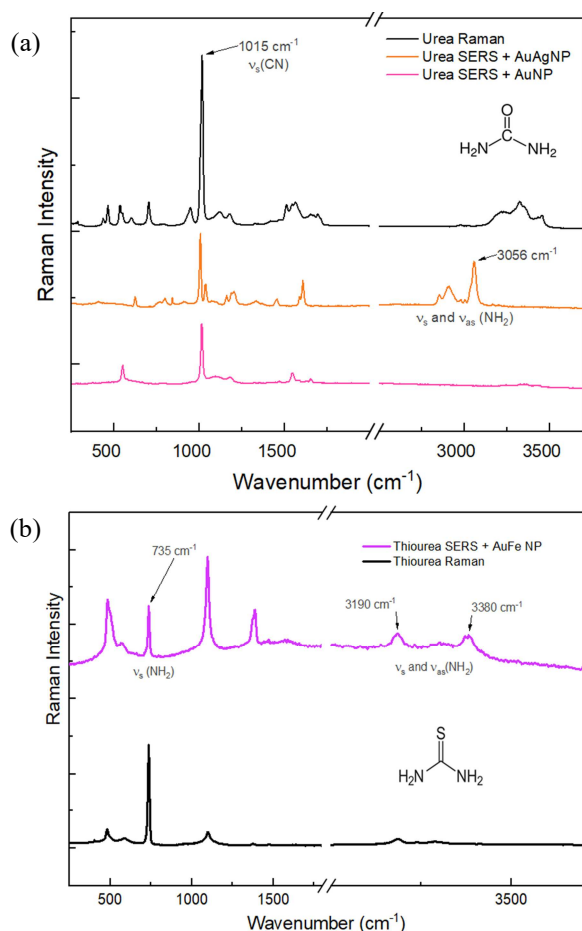 (a)
1015 cm⁻¹
νs(CN)
Urea Raman
Urea SERS + AuAgNP
Urea SERS + AuNP
O
H₂N NH₂
3056 cm⁻¹
νs and νas (NH₂)
Raman Intensity
500 1000 1500 3000 3500
Wavenumber (cm⁻¹)
(b)
735 cm⁻¹
νs (NH₂)
Thiourea SERS + AuFe NP
Thiourea Raman
3190 cm⁻¹
3380 cm⁻¹
νs and νas(NH₂)
S
H₂N NH₂
Raman Intensity
500 1000 1500 3500
Wavenumber (cm⁻¹)